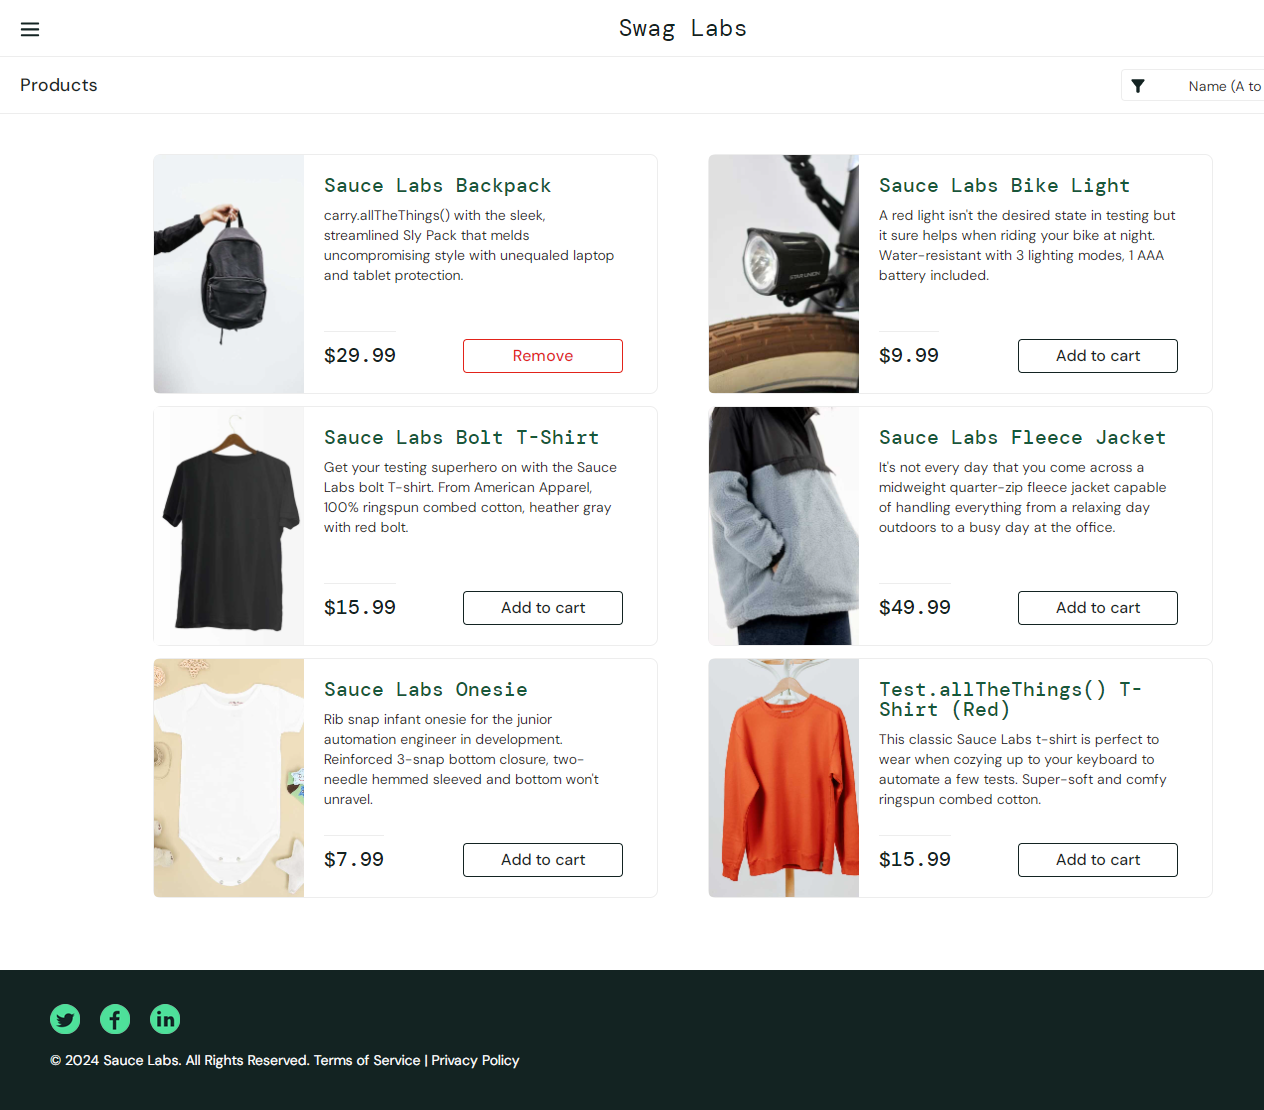 Swag Labs
Products
Name (A to
Sauce Labs Backpack
carry.allTheThings() with the sleek,
streamlined Sly Pack that melds
uncompromising style with unequaled laptop
and tablet protection.
$29.99
Remove
Sauce Labs Bike Light
A red light isn't the desired state in testing but
it sure helps when riding your bike at night.
Water-resistant with 3 lighting modes, 1 AAA
battery included.
$9.99
Add to cart
Sauce Labs Bolt T-Shirt
Get your testing superhero on with the Sauce
Labs bolt T-shirt. From American Apparel,
100% ringspun combed cotton, heather gray
with red bolt.
$15.99
Add to cart
Sauce Labs Fleece Jacket
It's not every day that you come across a
midweight quarter-zip fleece jacket capable
of handling everything from a relaxing day
outdoors to a busy day at the office.
$49.99
Add to cart
Sauce Labs Onesie
Rib snap infant onesie for the junior
automation engineer in development.
Reinforced 3-snap bottom closure, two-
needle hemmed sleeved and bottom won't
unravel.
$7.99
Add to cart
Test.allTheThings() T-
Shirt (Red)
This classic Sauce Labs t-shirt is perfect to
wear when cozying up to your keyboard to
automate a few tests. Super-soft and comfy
ringspun combed cotton.
$15.99
Add to cart
© 2024 Sauce Labs. All Rights Reserved. Terms of Service | Privacy Policy